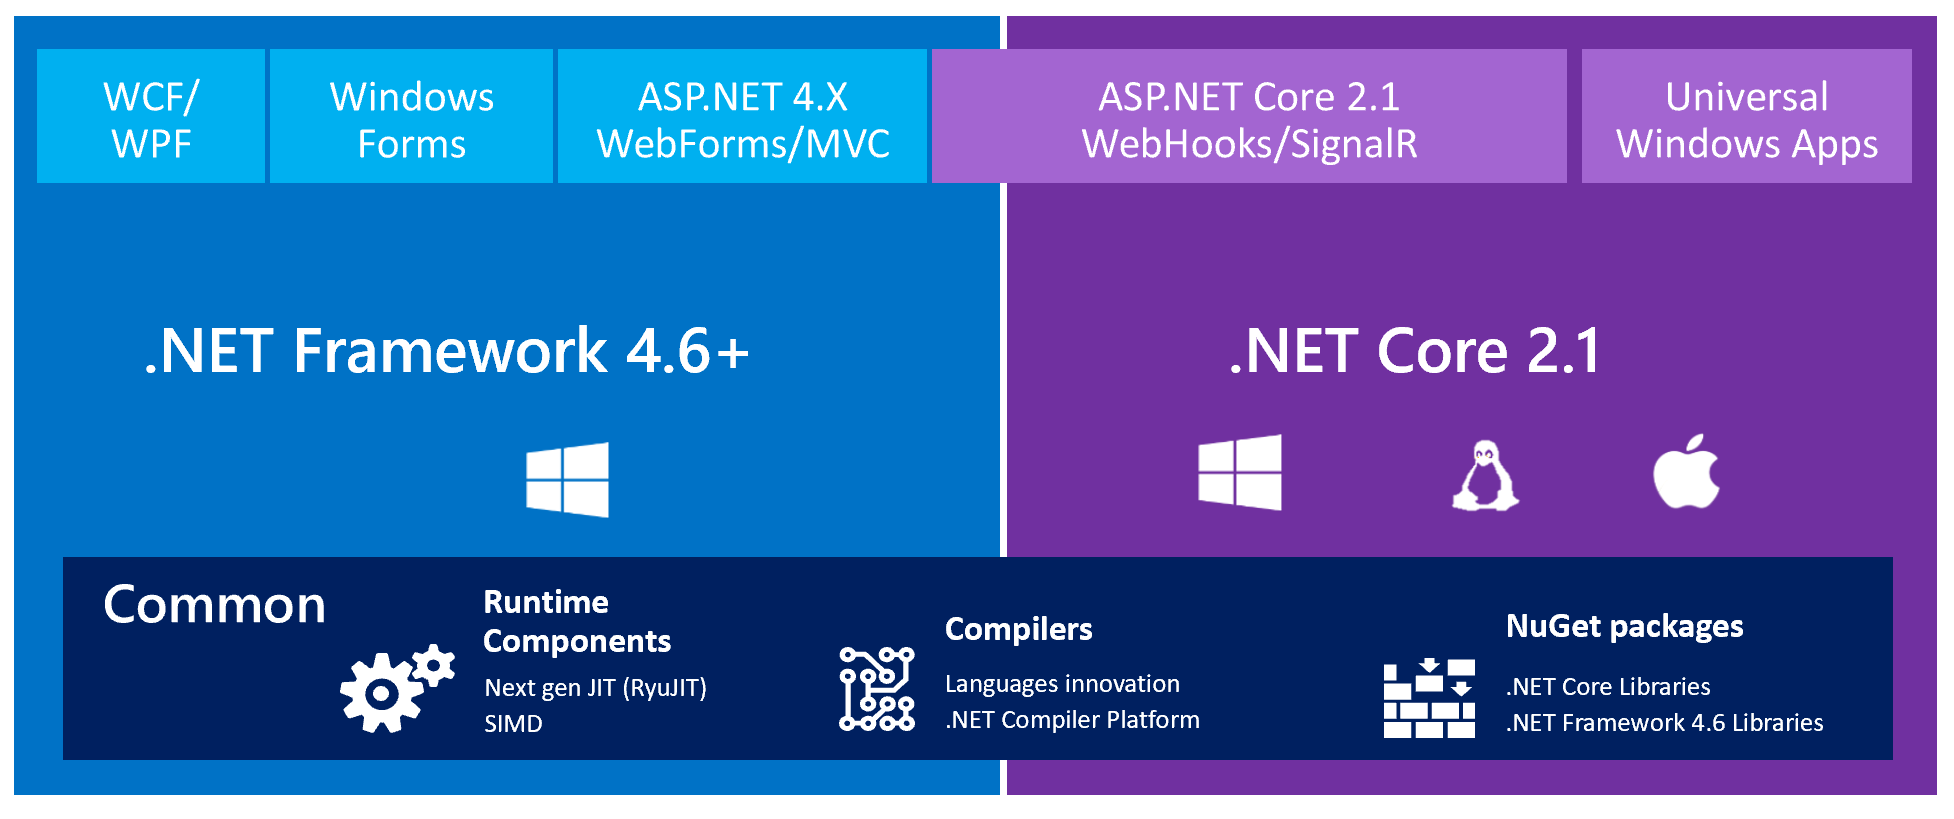 WCF/
WPF
Windows
Forms
ASP.NET 4.X
WebForms/MVC
ASP.NET Core 2.1
WebHooks/SignalR
Universal
Windows Apps
.NET Framework 4.6+
.NET Core 2.1
Common
Runtime
Components
Next gen JIT (RyuJIT)
SIMD
Compilers
Languages innovation
.NET Compiler Platform
NuGet packages
.NET Core Libraries
.NET Framework 4.6 Libraries